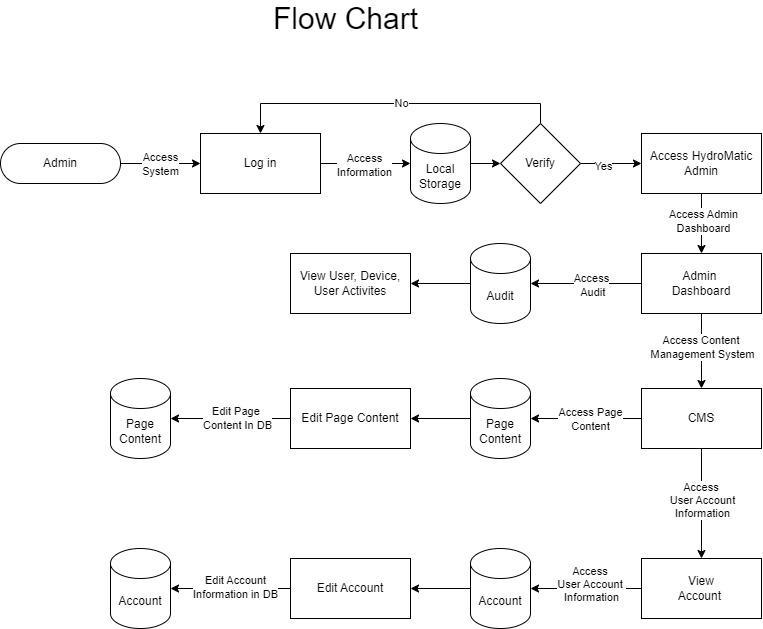 Flow Chart
No
Admin
Access
System
Log in
Access
Information
Local
Storage
Verify
Yes
Access HydroMatic
Admin
Access Admin
Dashboard
View User, Device,
User Activites
Audit
Access
Audit
Admin
Dashboard
Access Content
Management System
Page
Content
Edit Page
Content In DB
Edit Page Content
Page
Content
Access Page
Content
CMS
Access
User Account
Information
Account
Edit Account
Information in DB
Edit Account
Account
Access
User Account
Information
View
Account